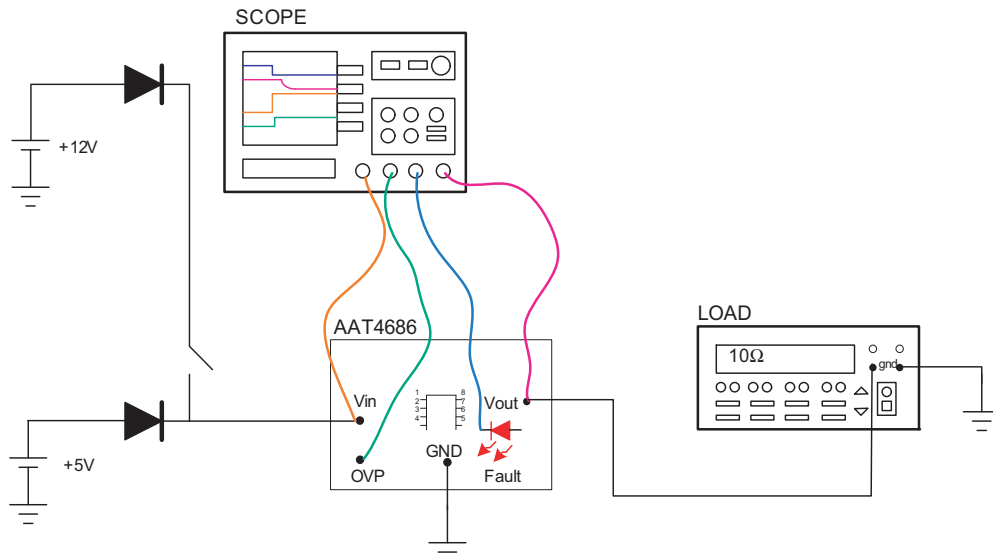 SCOPE
+12V
AAT4686
LOAD
10Ω
gnd
Vin
1
2
3
4
8
7
6
5
Vout
+5V
OVP
GND
Fault